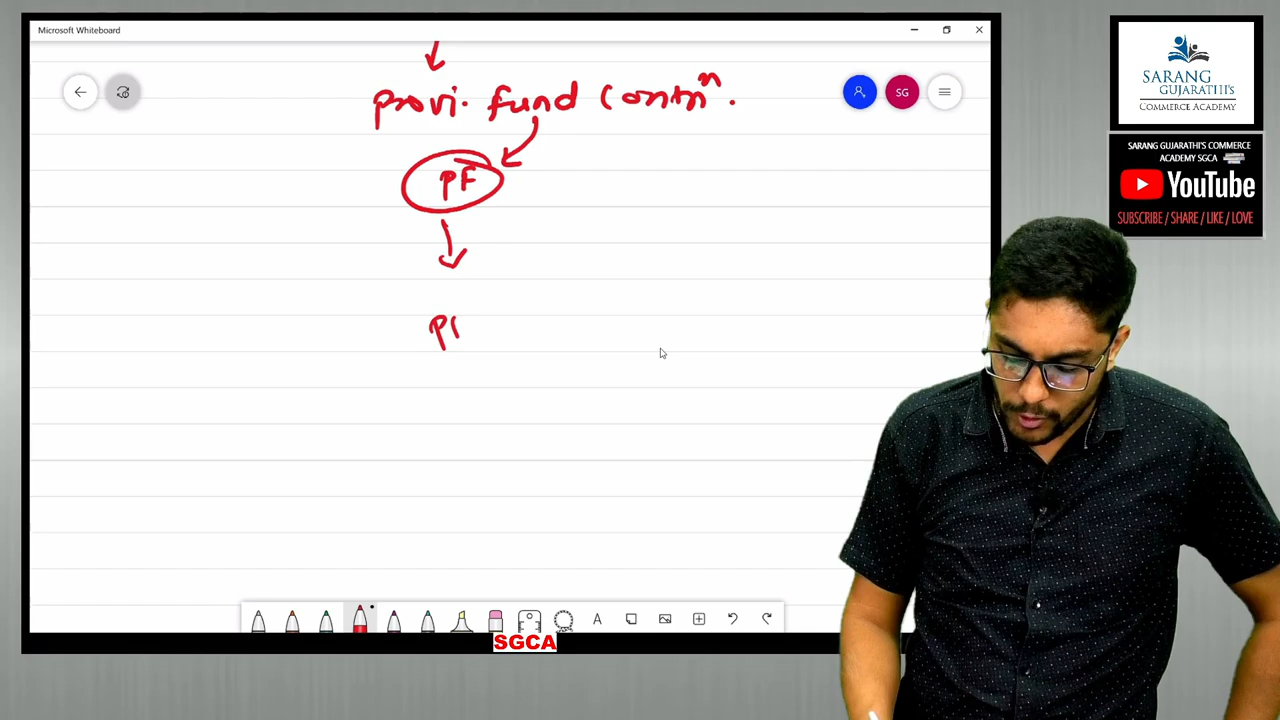 Microsoft Whiteboard
provi. fund Contrn.
PF
SG
A
SGCA
SARANG
GUJARATHI'S
COMMERCE ACADEMY
SARANG GUJARATHI'S COMMERCE
ACADEMY SGCA
YouTube
SUBSCRIBE / SHARE / LIKE / LOVE